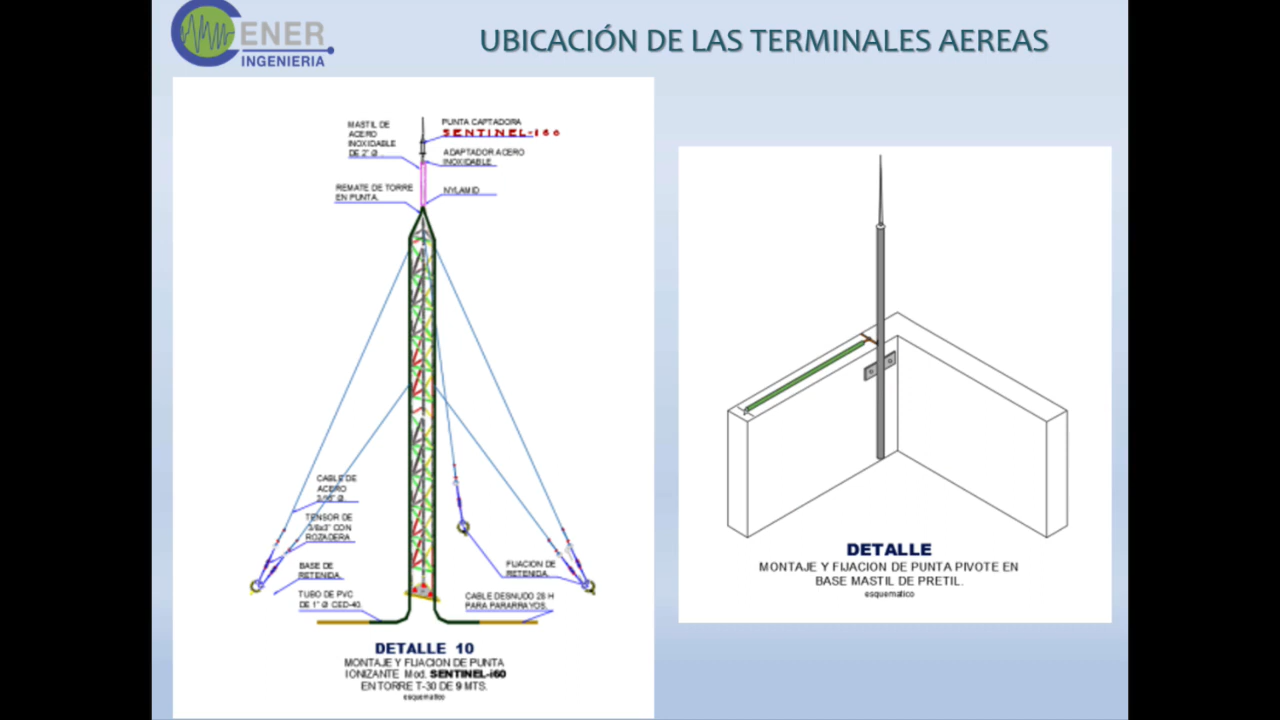 ENER
INGENIERIA
UBICACIÓN DE LAS TERMINALES AEREAS
MASTIL DE
ACERO
INOXIDABLE
DE 2" Ø
PUNTA CAPTADORA
SENTINEL-i60
ADAPTADOR ACERO
INOXIDABLE
REMATE DE TORRE
EN PUNTA.
NYLAMID
CABLE DE
ACERO
3/16" Ø
TENSOR DE
3/8x3" CON
ROZADERA
BASE DE
RETENIDA.
TUBO DE PVC
DE 1" Ø CED-40.
FIJACION DE
RETENIDA.
CABLE DESNUDO 28 H
PARA PARARRAYOS.
DETALLE 10
MONTAJE Y FIJACION DE PUNTA
IONIZANTE Mod. SENTINEL-i60
EN TORRE T-30 DE 9 MTS.
esquematico
DETALLE
MONTAJE Y FIJACION DE PUNTA PIVOTE EN
BASE MASTIL DE PRETIL.
esquematico